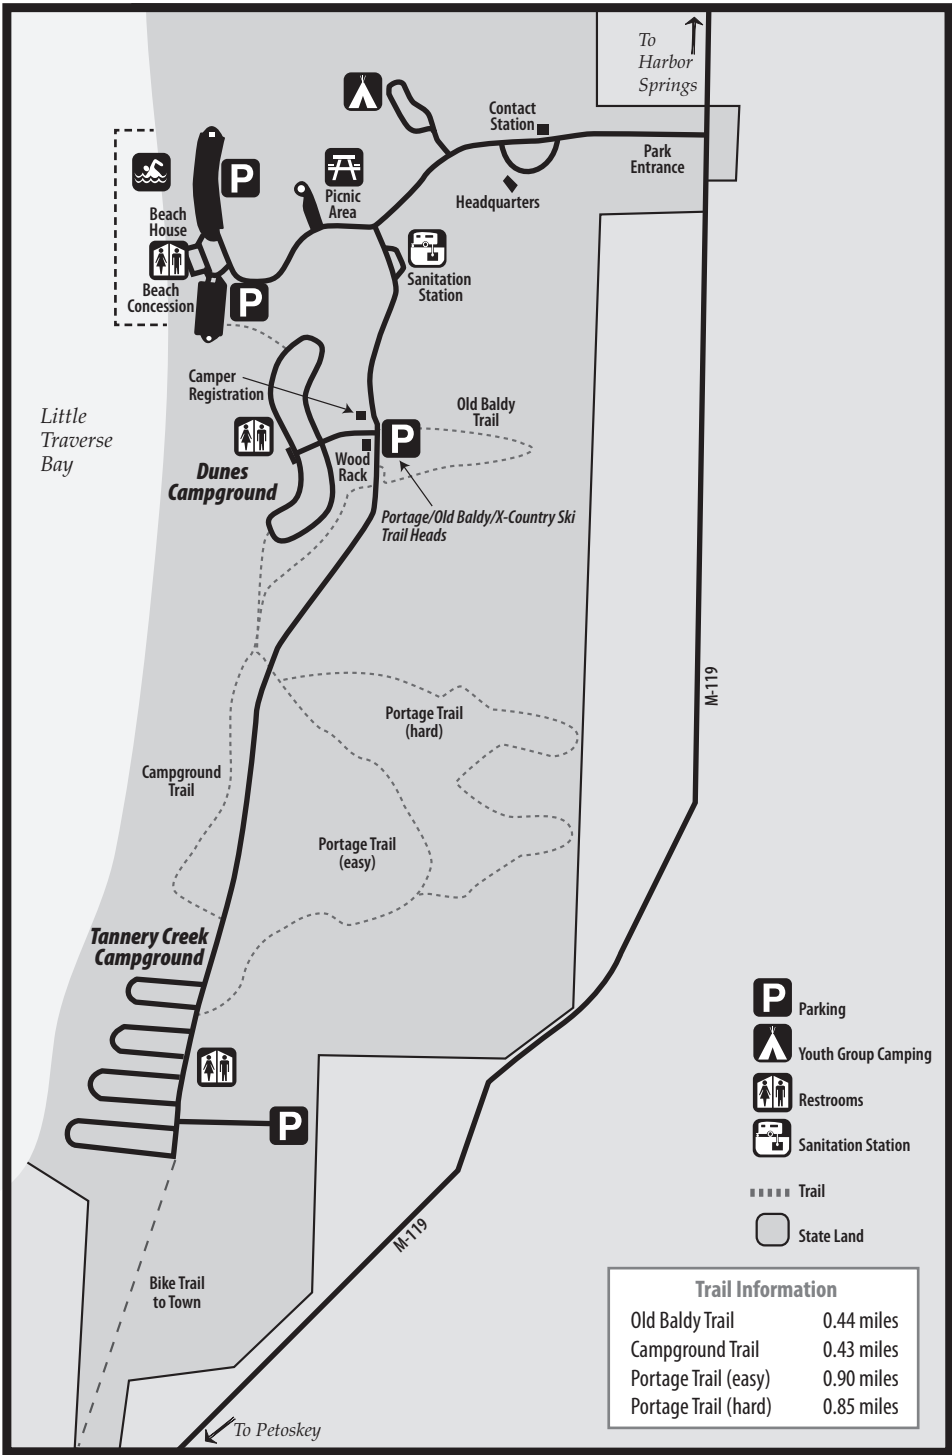 To
Harbor
Springs
Contact
Station
Park
Entrance
Headquarters
P
Picnic
Area
Beach
House
Sanitation
Station
Beach
Concession
P
Camper
Registration
Little
Traverse
Bay
Old Baldy
Trail
P
Wood
Rack
Dunes
Campground
Portage/Old Baldy/X-Country Ski
Trail Heads
M-119
Portage Trail
(hard)
Campground
Trail
Portage Trail
(easy)
Tannery Creek
Campground
P
M-119
Bike Trail
to Town
To Petoskey
P Parking
Youth Group Camping
Restrooms
Sanitation Station
Trail
State Land
Trail Information
Old Baldy Trail 0.44 miles
Campground Trail 0.43 miles
Portage Trail (easy) 0.90 miles
Portage Trail (hard) 0.85 miles